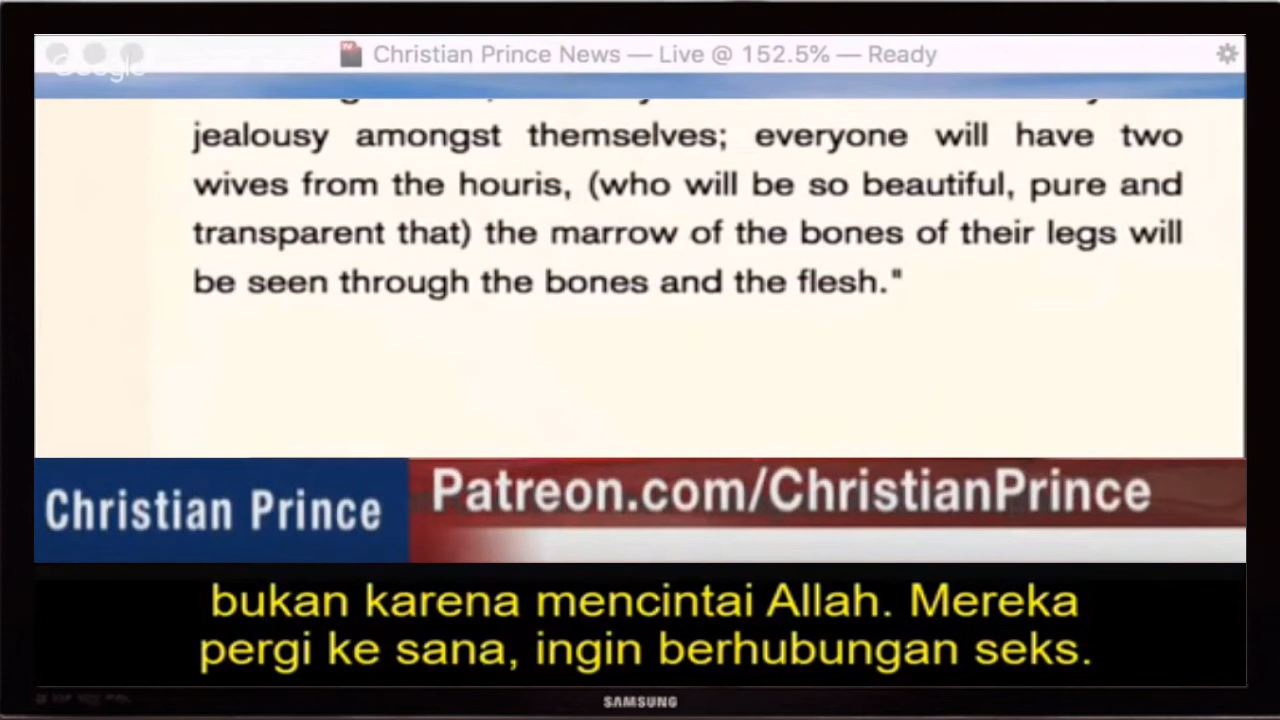 Christian Prince News — Live @ 152.5% — Ready
Google
jealousy amongst themselves; everyone will have two
wives from the houris, (who will be so beautiful, pure and
transparent that) the marrow of the bones of their legs will
be seen through the bones and the flesh."
Christian Prince
Patreon.com/ChristianPrince
bukan karena mencintai Allah. Mereka
pergi ke sana, ingin berhubungan seks.
SAMSUNG